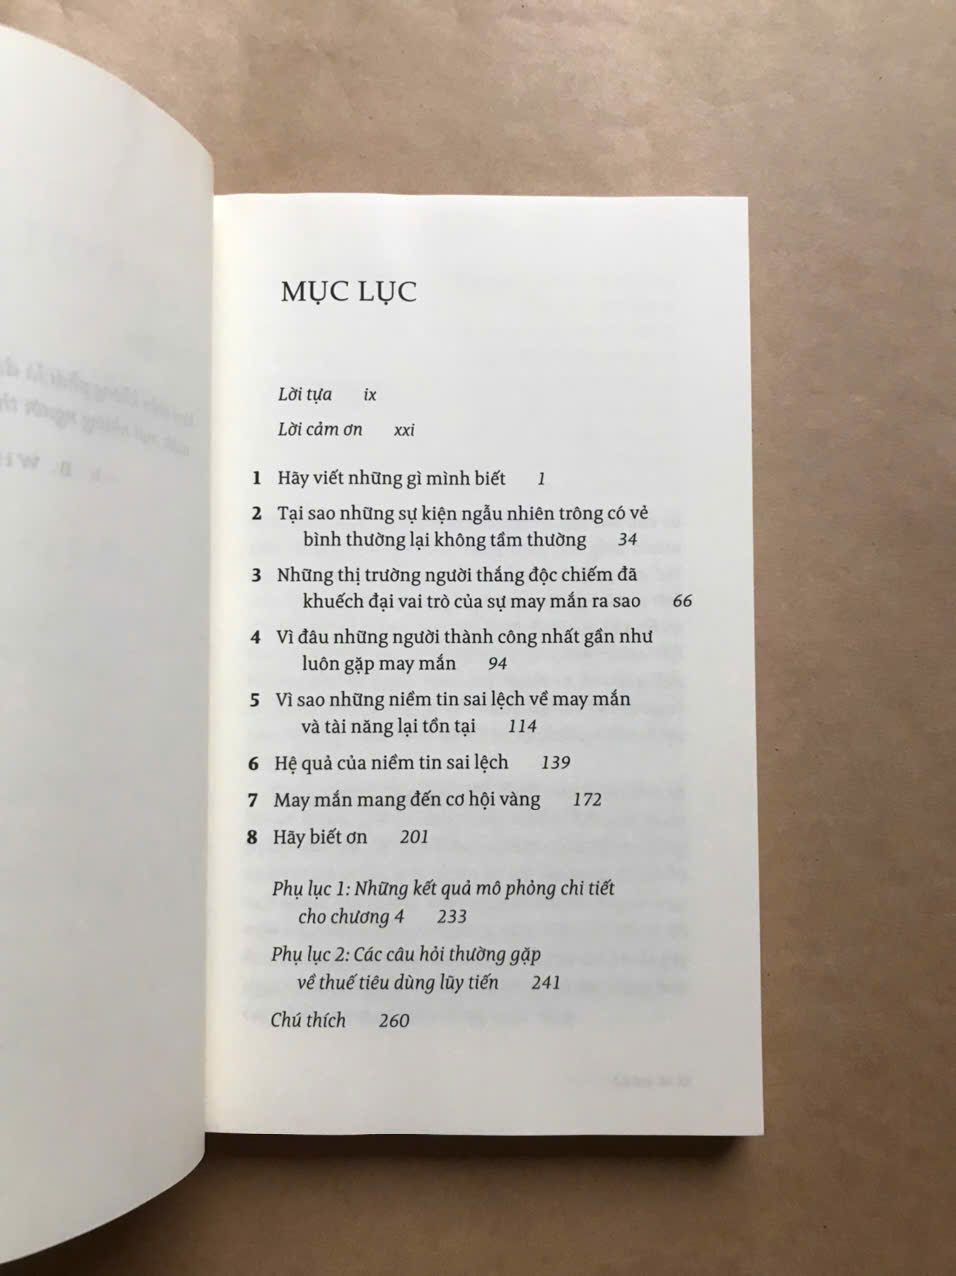 MỤC LỤC
Lời tựa ix
Lời cảm ơn xxi
1 Hãy viết những gì mình biết 1
2 Tại sao những sự kiện ngẫu nhiên trông có vẻ
bình thường lại không tầm thường 34
3 Những thị trường người thắng độc chiếm đã
khuếch đại vai trò của sự may mắn ra sao 66
4 Vì đâu những người thành công nhất gần như
luôn gặp may mắn 94
5 Vì sao những niềm tin sai lệch về may mắn
và tài năng lại tồn tại 114
6 Hệ quả của niềm tin sai lệch 139
7 May mắn mang đến cơ hội vàng 172
8 Hãy biết ơn 201
Phụ lục 1: Những kết quả mô phỏng chi tiết
cho chương 4 233
Phụ lục 2: Các câu hỏi thường gặp
về thuế tiêu dùng lũy tiến 241
Chú thích 260